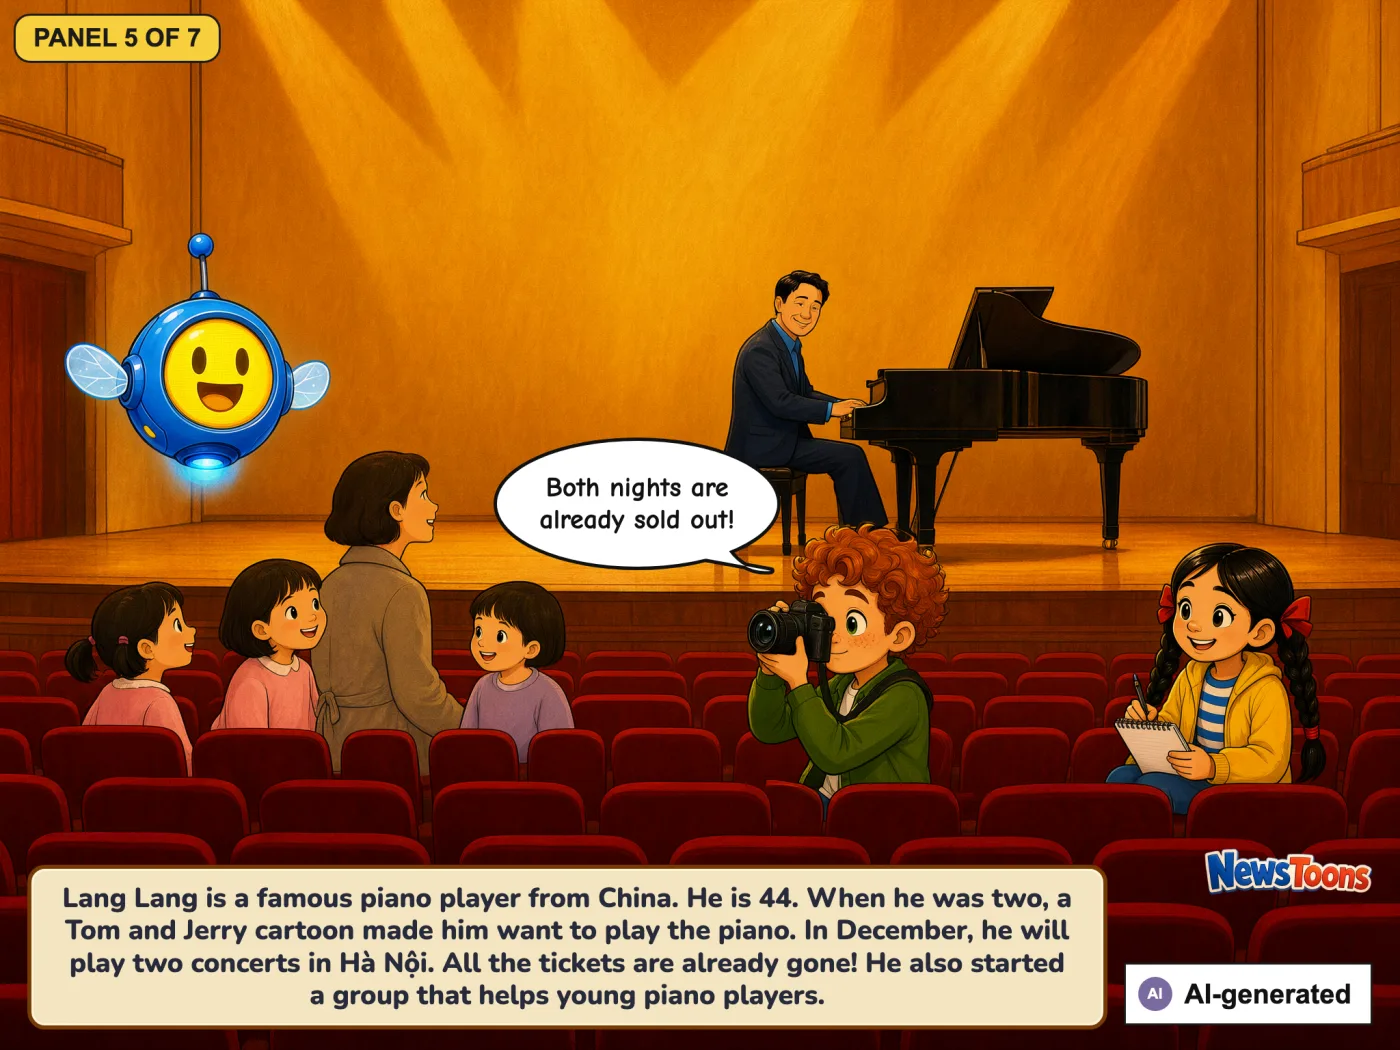 PANEL 5 OF 7
Both nights are
already sold out!
Lang Lang is a famous piano player from China. He is 44. When he was two, a
Tom and Jerry cartoon made him want to play the piano. In December, he will
play two concerts in Hà Nội. All the tickets are already gone! He also started
a group that helps young piano players.
NewsToons
AI AI-generated